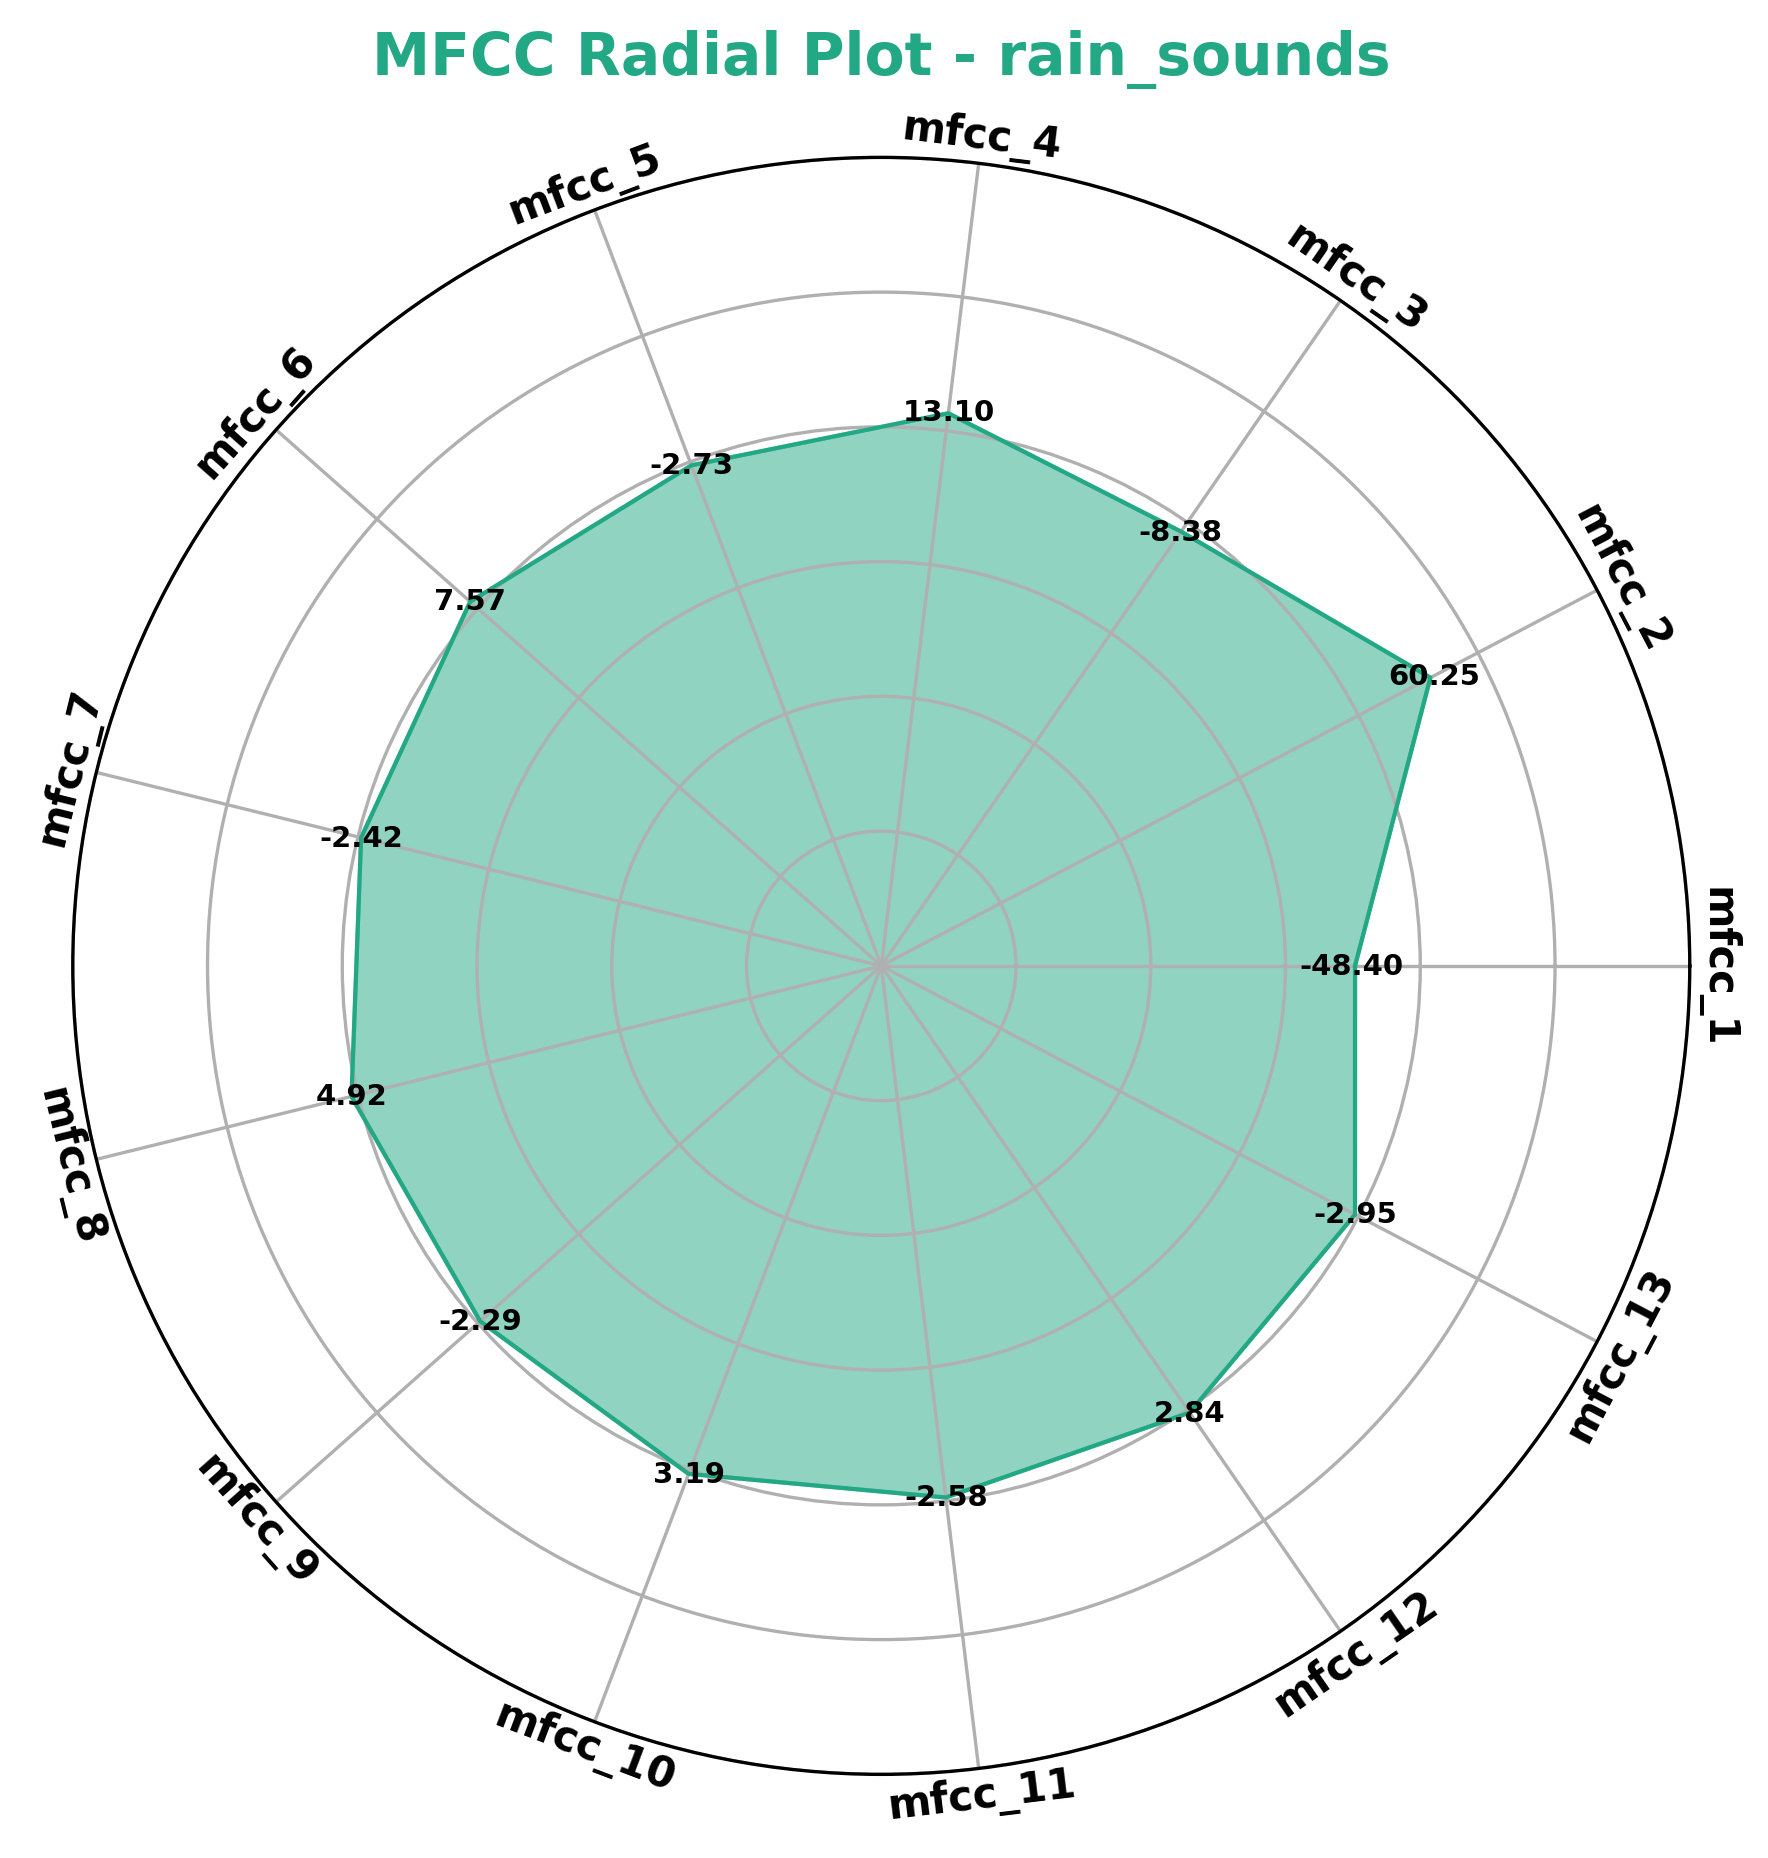 MFCC Radial Plot - rain_sounds
mfcc_4
mfcc_5
mfcc_3
mfcc_6
13.10
-2.73
-8.38
mfcc_2
7.57
60.25
mfcc_7
-2.42
-48.40
mfcc_1
4.92
mfcc_8
-2.95
-2.29
mfcc_13
2.84
3.19
-2.58
mfcc_9
mfcc_12
mfcc_10
mfcc_11